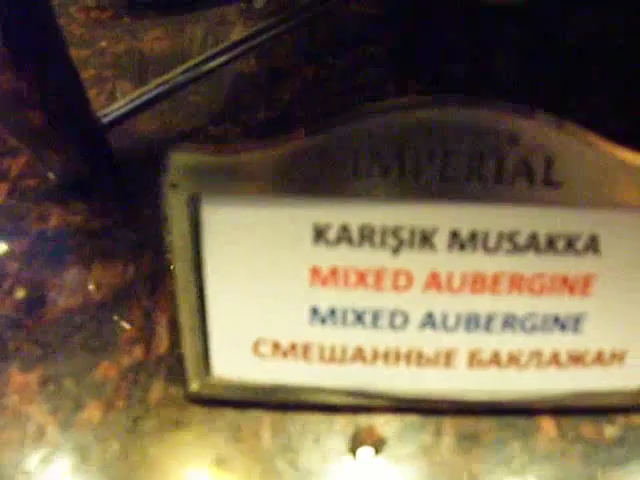 IMPERIAL
KARIŞIK MUSAKKA
MIXED AUBERGINE
MIXED AUBERGINE
СМЕШАННЫЕ БАКЛАЖАН